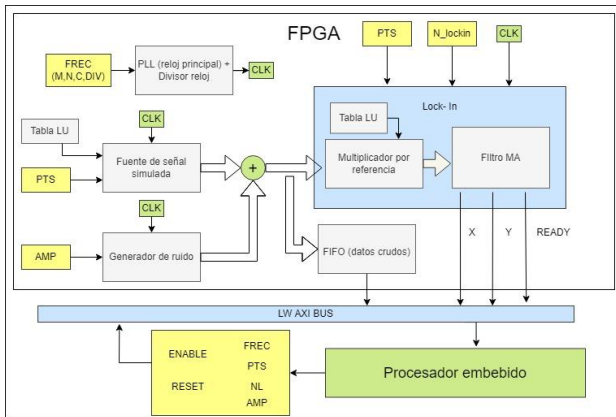 FPGA
FREC
(M,N,C,DIV)
PLL (reloj principal) +
Divisor reloj
CLK
PTS
N_lockin
CLK
Lock- In
Tabla LU
Multiplicador por
referencia
FIltro MA
CLK
Tabla LU
Fuente de señal
simulada
PTS
+
CLK
AMP
Generador de ruido
FIFO (datos crudos)
X
Y
READY
LW AXI BUS
ENABLE
FREC
PTS
RESET
NL
AMP
Procesador embebido